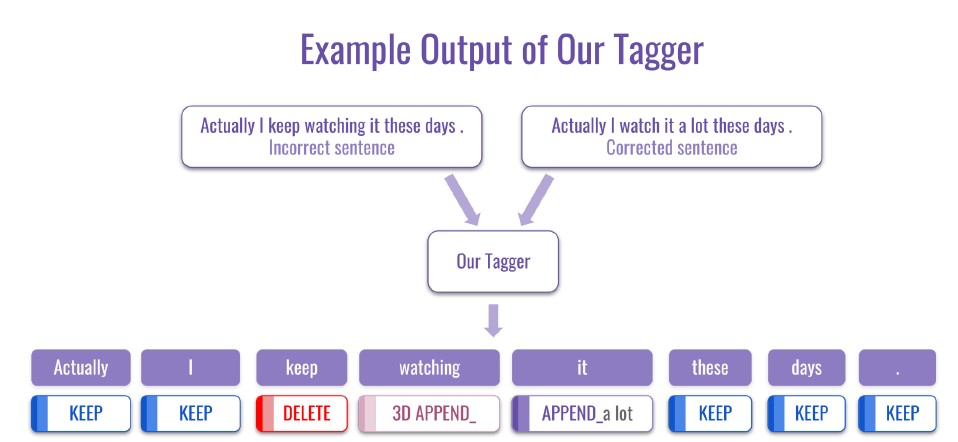 Example Output of Our Tagger
Actually I keep watching it these days .
Incorrect sentence
Actually I watch it a lot these days .
Corrected sentence
Our Tagger
Actually I keep watching it these days .
KEEP KEEP DELETE 3D APPEND_ APPEND_a lot KEEP KEEP KEEP